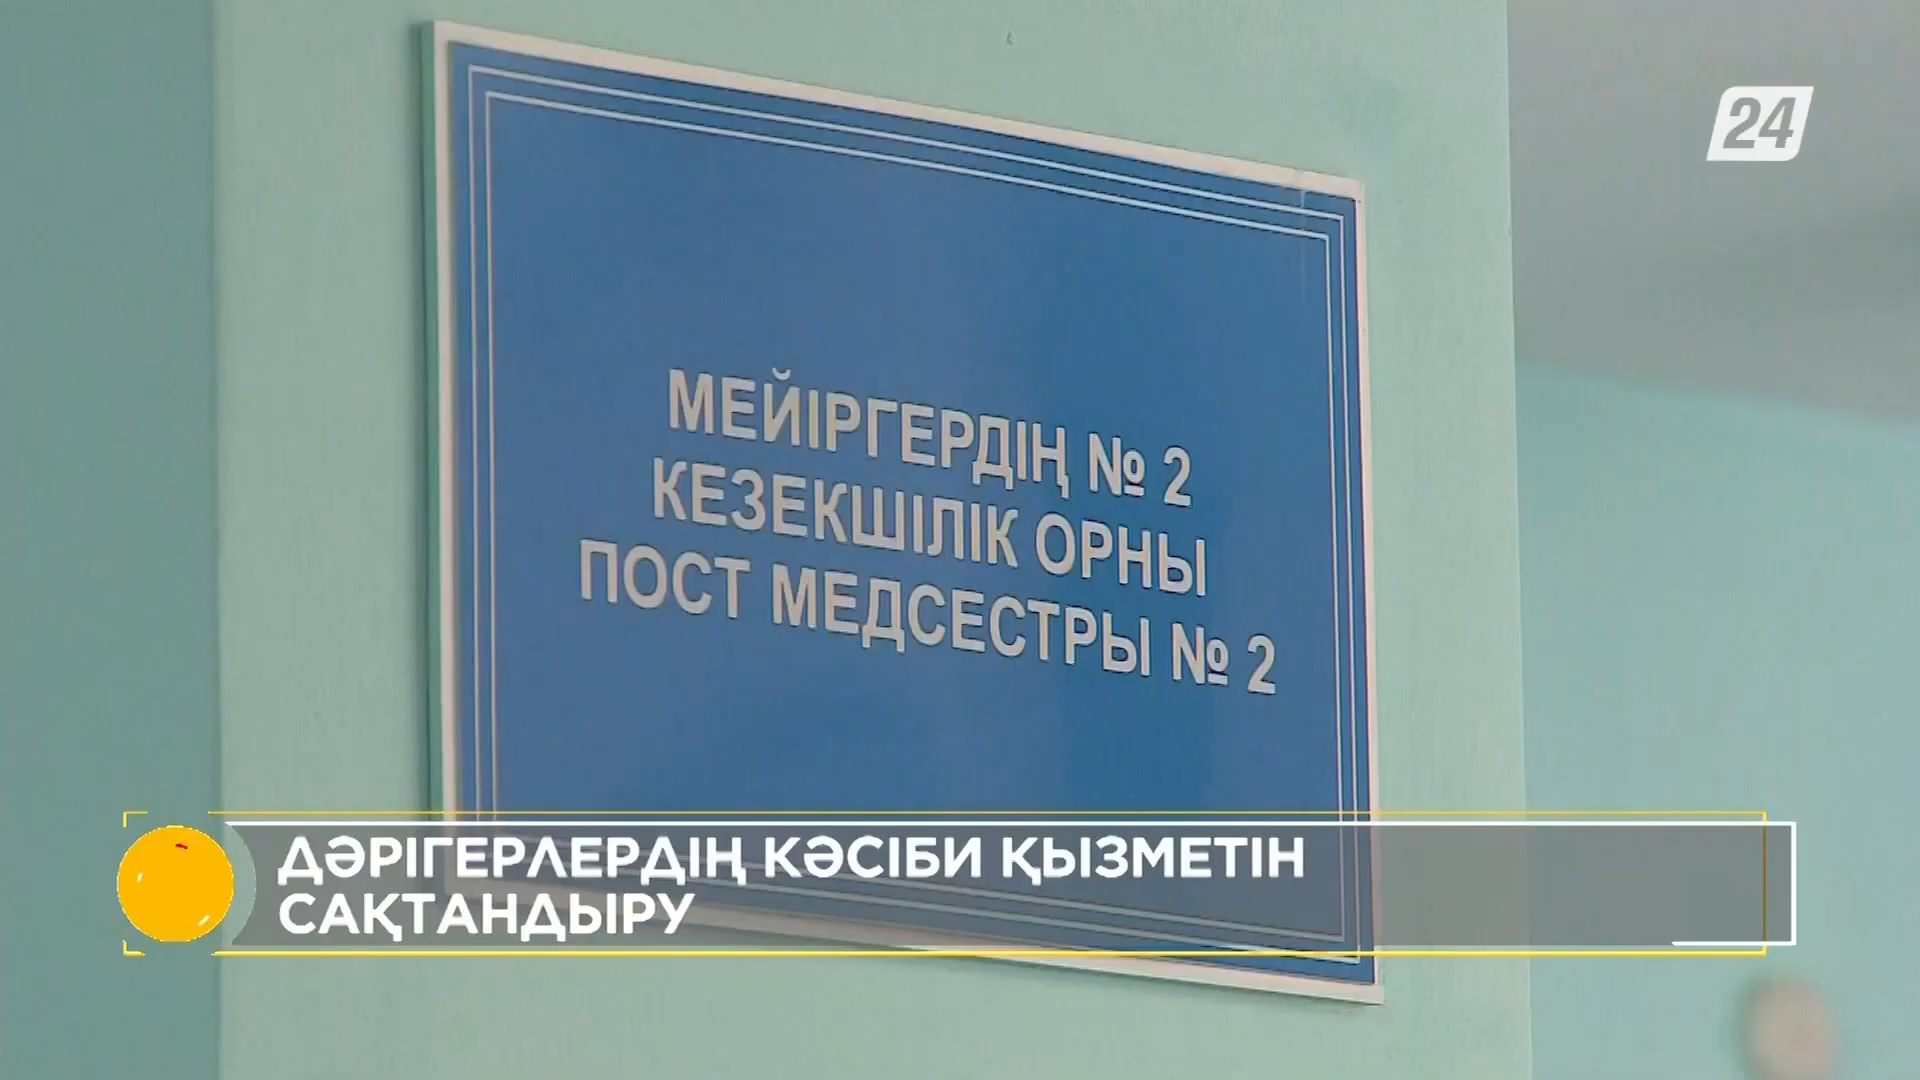 24
МЕЙІРГЕРДІҢ № 2
КЕЗЕКШІЛІК ОРНЫ
ПОСТ МЕДСЕСТРЫ № 2
ДӘРІГЕРЛЕРДІҢ КӘСІБИ ҚЫЗМЕТІН
САҚТАНДЫРУ